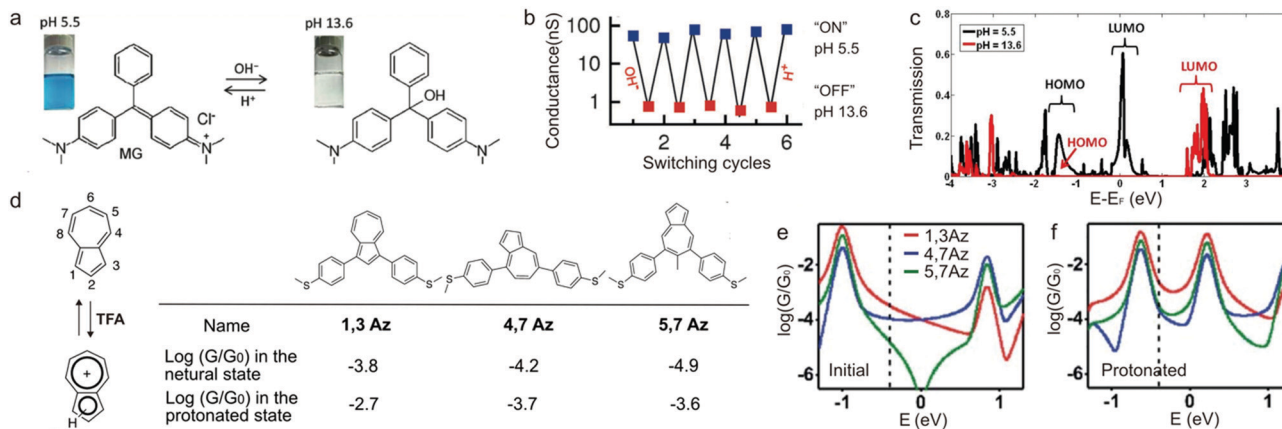 a
pH 5.5
pH 13.6
OH⁻
H⁺
OH
Cl⁻
N
N⁺
N
N
MG
b
Conductance(nS)
100
10
1
2 4 6
Switching cycles
OH⁻
H⁺
"ON"
pH 5.5
"OFF"
pH 13.6
c
Transmission
0.8
0.6
0.4
0.2
0
-4 -3 -2 -1 0 1 2 3
E-EF (eV)
pH = 5.5
pH = 13.6
LUMO
HOMO
LUMO
HOMO
d
6
7 5
8 4
1 3
2
TFA
+
H
S S S S S S
Name 1,3 Az 4,7 Az 5,7 Az
Log (G/G0) in the
netural state
-3.8 -4.2 -4.9
Log (G/G0) in the
protonated state
-2.7 -3.7 -3.6
e
log(G/G0)
-2
-4
-6
1,3Az
4,7Az
5,7Az
Initial
-1 0 1
E (eV)
f
log(G/G0)
-2
-4
-6
Protonated
-1 0 1
E (eV)